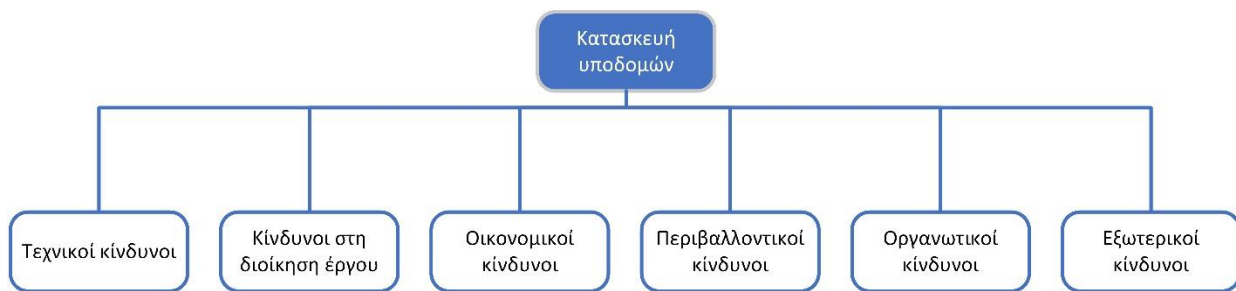 Κατασκευή
υποδομών
Τεχνικοί κίνδυνοι
Κίνδυνοι στη
διοίκηση έργου
Οικονομικοί
κίνδυνοι
Περιβαλλοντικοί
κίνδυνοι
Οργανωτικοί
κίνδυνοι
Εξωτερικοί
κίνδυνοι